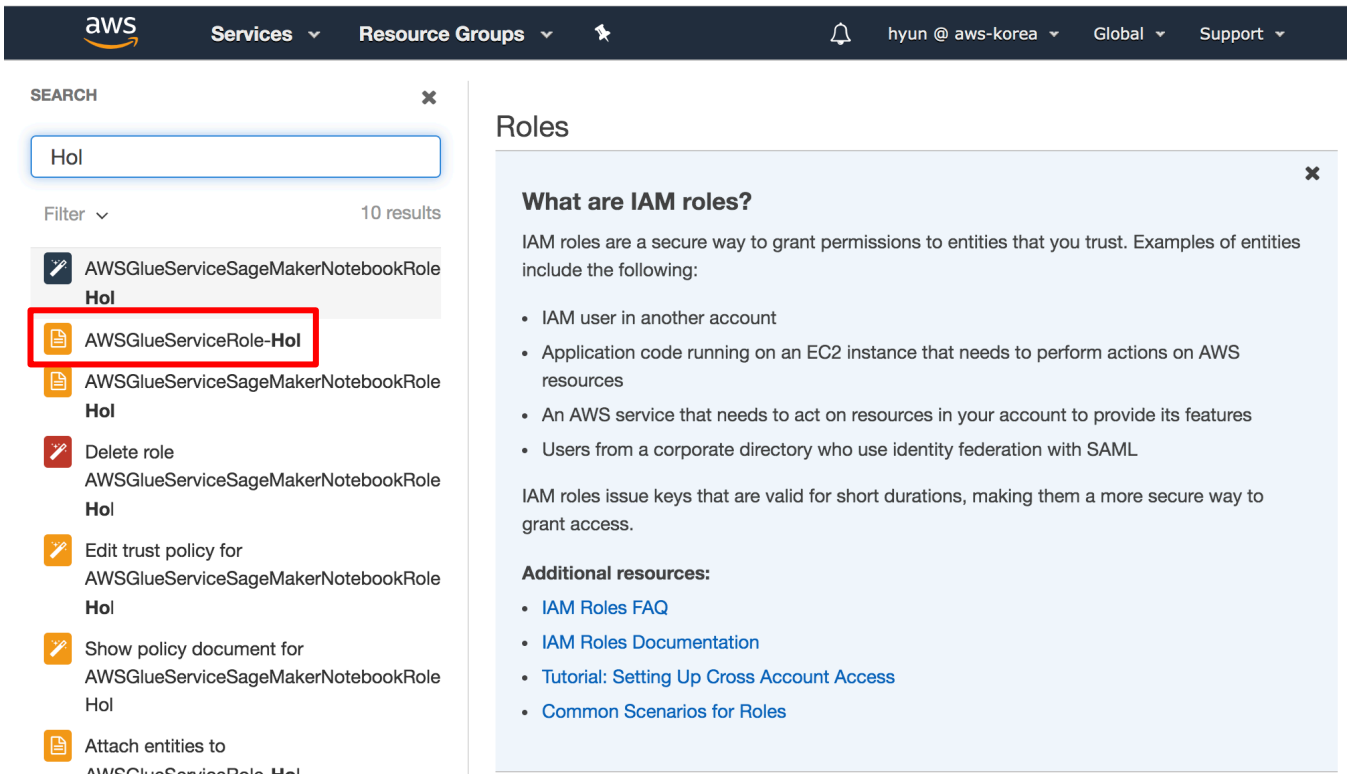 aws
Services
Resource Groups
hyun @ aws-korea
Global
Support
SEARCH
Hol
Filter
10 results
AWSGlueServiceSageMakerNotebookRole
Hol
AWSGlueServiceRole-Hol
AWSGlueServiceSageMakerNotebookRole
Hol
Delete role
AWSGlueServiceSageMakerNotebookRole
Hol
Edit trust policy for
AWSGlueServiceSageMakerNotebookRole
Hol
Show policy document for
AWSGlueServiceSageMakerNotebookRole
Hol
Attach entities to
AWSGlueServiceRole-Hol
Roles
What are IAM roles?
IAM roles are a secure way to grant permissions to entities that you trust. Examples of entities
include the following:
• IAM user in another account
• Application code running on an EC2 instance that needs to perform actions on AWS
resources
• An AWS service that needs to act on resources in your account to provide its features
• Users from a corporate directory who use identity federation with SAML
IAM roles issue keys that are valid for short durations, making them a more secure way to
grant access.
Additional resources:
• IAM Roles FAQ
• IAM Roles Documentation
• Tutorial: Setting Up Cross Account Access
• Common Scenarios for Roles